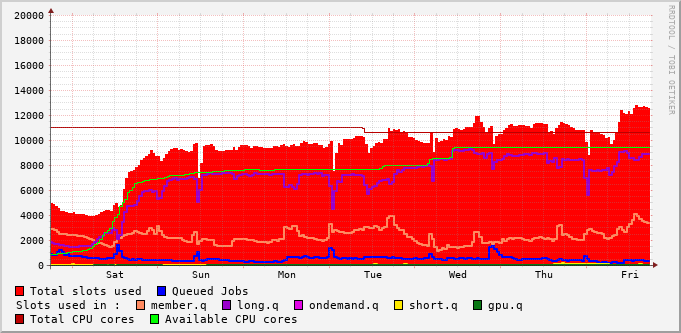 RRDTOOL / TOBI OETIKER
20000
18000
16000
14000
12000
10000
8000
6000
4000
2000
0
Sat Sun Mon Tue Wed Thu Fri
Total slots used Queued Jobs
Slots used in : member.q long.q ondemand.q short.q gpu.q
Total CPU cores Available CPU cores